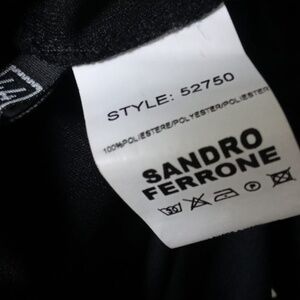 STYLE: 52750
100%POLIESTERE/POLYESTER/POLIESTER
SANDRO
FERRONE